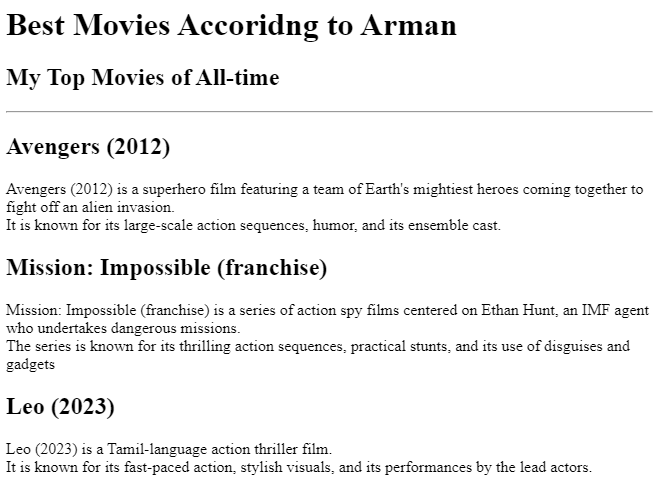 Best Movies Accoridng to Arman
My Top Movies of All-time
Avengers (2012)
Avengers (2012) is a superhero film featuring a team of Earth's mightiest heroes coming together to
fight off an alien invasion.
It is known for its large-scale action sequences, humor, and its ensemble cast.
Mission: Impossible (franchise)
Mission: Impossible (franchise) is a series of action spy films centered on Ethan Hunt, an IMF agent
who undertakes dangerous missions.
The series is known for its thrilling action sequences, practical stunts, and its use of disguises and
gadgets
Leo (2023)
Leo (2023) is a Tamil-language action thriller film.
It is known for its fast-paced action, stylish visuals, and its performances by the lead actors.